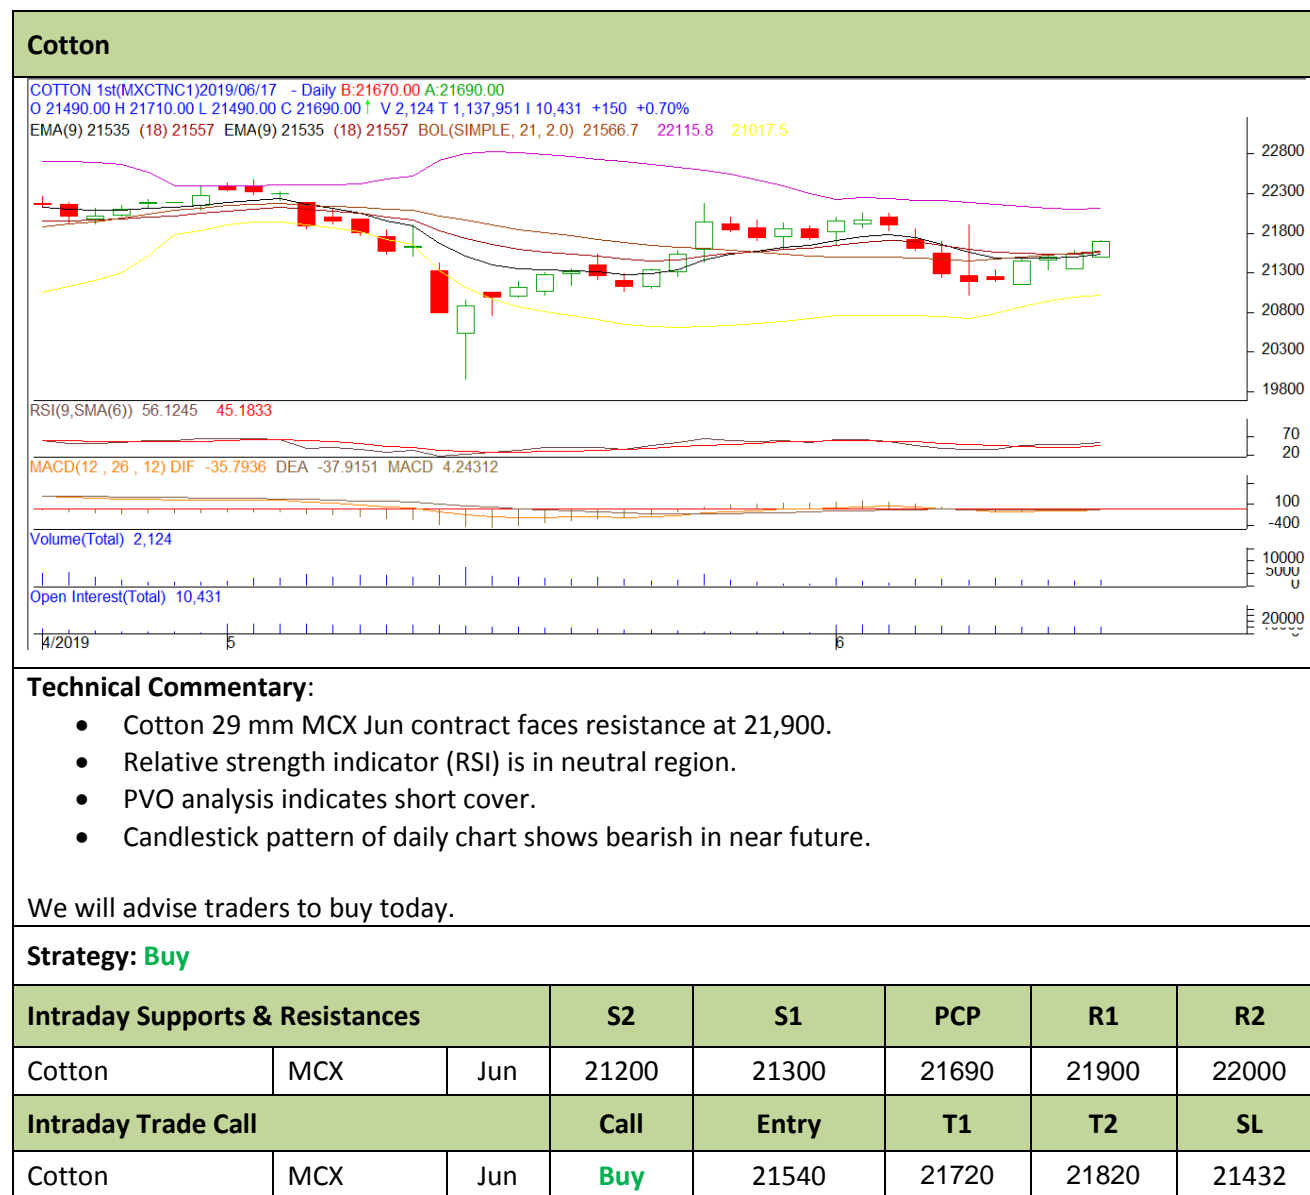 Cotton
COTTON 1st(MXCTNC1)2019/06/17 - Daily B:21670.00 A:21690.00
O 21490.00 H 21710.00 L 21490.00 C 21690.00↑ V 2,124 T 1,137,951 I 10,431 +150 +0.70%
EMA(9) 21535 (18) 21557 EMA(9) 21535 (18) 21557 BOL(SIMPLE, 21, 2.0) 21566.7 22115.8 21017.5
22800
22300
21800
21300
20800
20300
19800
RSI(9,SMA(6)) 56.1245 45.1833
70
20
MACD(12 , 26 , 12) DIF -35.7936 DEA -37.9151 MACD 4.24312
100
-400
Volume(Total) 2,124
10000
5000
0
Open Interest(Total) 10,431
20000
4/2019 5 6
Technical Commentary:
• Cotton 29 mm MCX Jun contract faces resistance at 21,900.
• Relative strength indicator (RSI) is in neutral region.
• PVO analysis indicates short cover.
• Candlestick pattern of daily chart shows bearish in near future.
We will advise traders to buy today.
Strategy: Buy
Intraday Supports & Resistances S2 S1 PCP R1 R2
Cotton MCX Jun 21200 21300 21690 21900 22000
Intraday Trade Call Call Entry T1 T2 SL
Cotton MCX Jun Buy 21540 21720 21820 21432